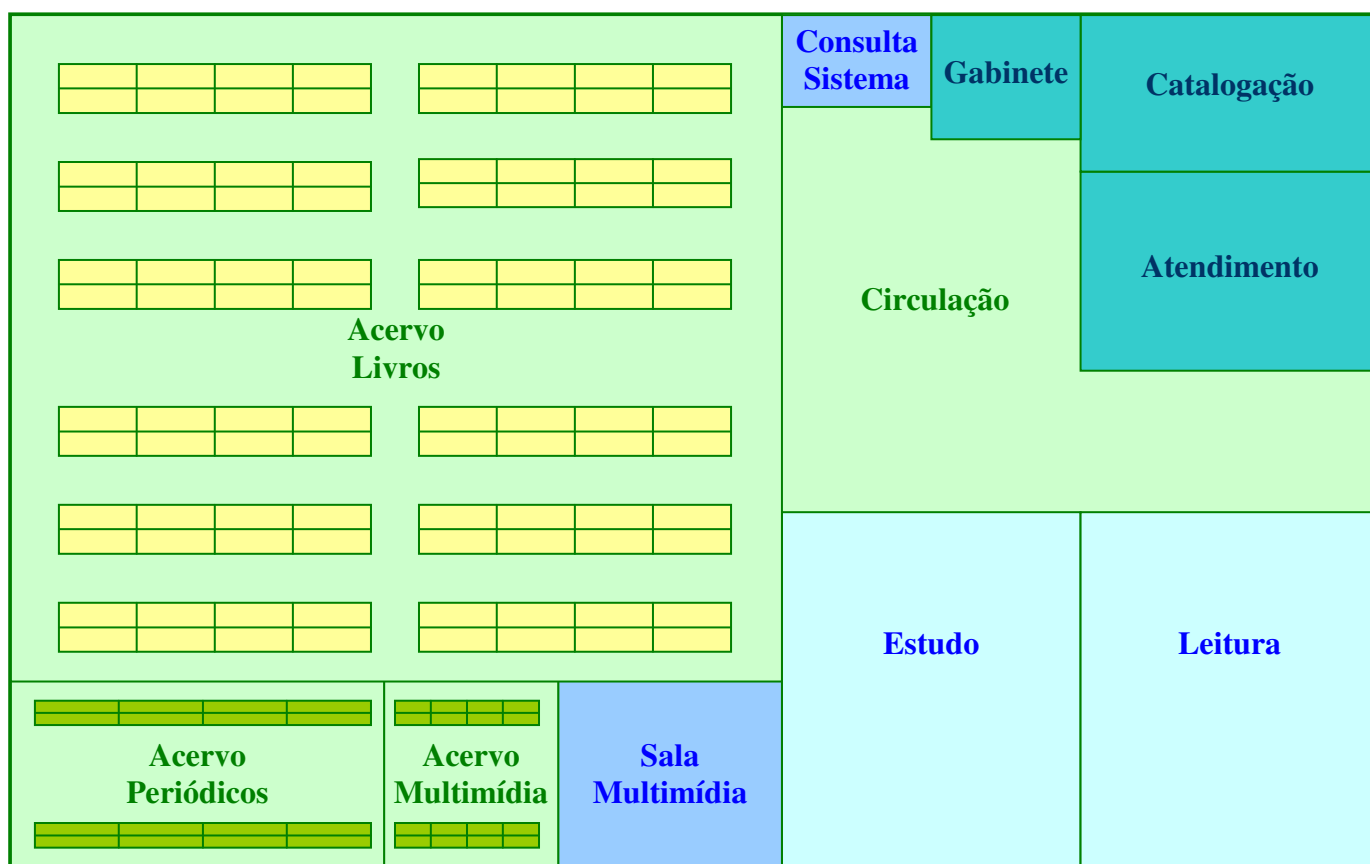 Consulta
Sistema
Gabinete
Catalogação
Atendimento
Circulação
Acervo
Livros
Estudo
Leitura
Acervo
Periódicos
Acervo
Multimídia
Sala
Multimídia